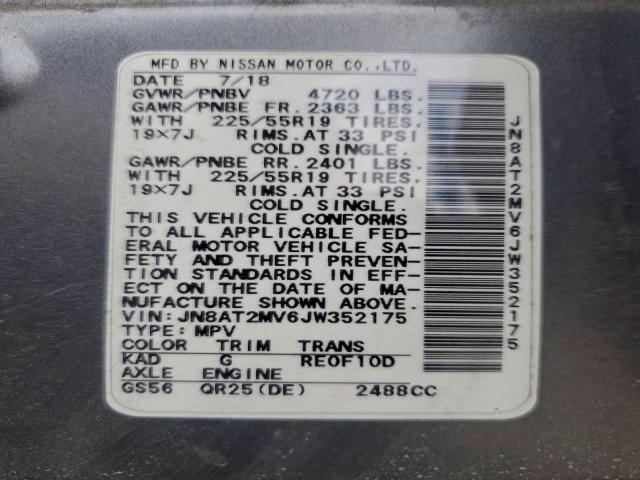 MFD BY NISSAN MOTOR CO.,LTD.
DATE 7/18
GVWR/PNBV 4720 LBS.
GAWR/PNBE FR. 2363 LBS.
WITH 225/55R19 TIRES.
19×7J RIMS.AT 33 PSI
COLD SINGLE.
GAWR/PNBE RR. 2401 LBS.
WITH 225/55R19 TIRES.
19×7J RIMS.AT 33 PSI
COLD SINGLE.
THIS VEHICLE CONFORMS
TO ALL APPLICABLE FED-
ERAL MOTOR VEHICLE SA-
FETY AND THEFT PREVEN-
TION STANDARDS IN EFF-
ECT ON THE DATE OF MA-
NUFACTURE SHOWN ABOVE.
VIN:JN8AT2MV6JW352175
TYPE:MPV
COLOR TRIM TRANS
KAD G RE0F10D
AXLE ENGINE
GS56 QR25(DE) 2488CC
JN8AT2MV6JW352175